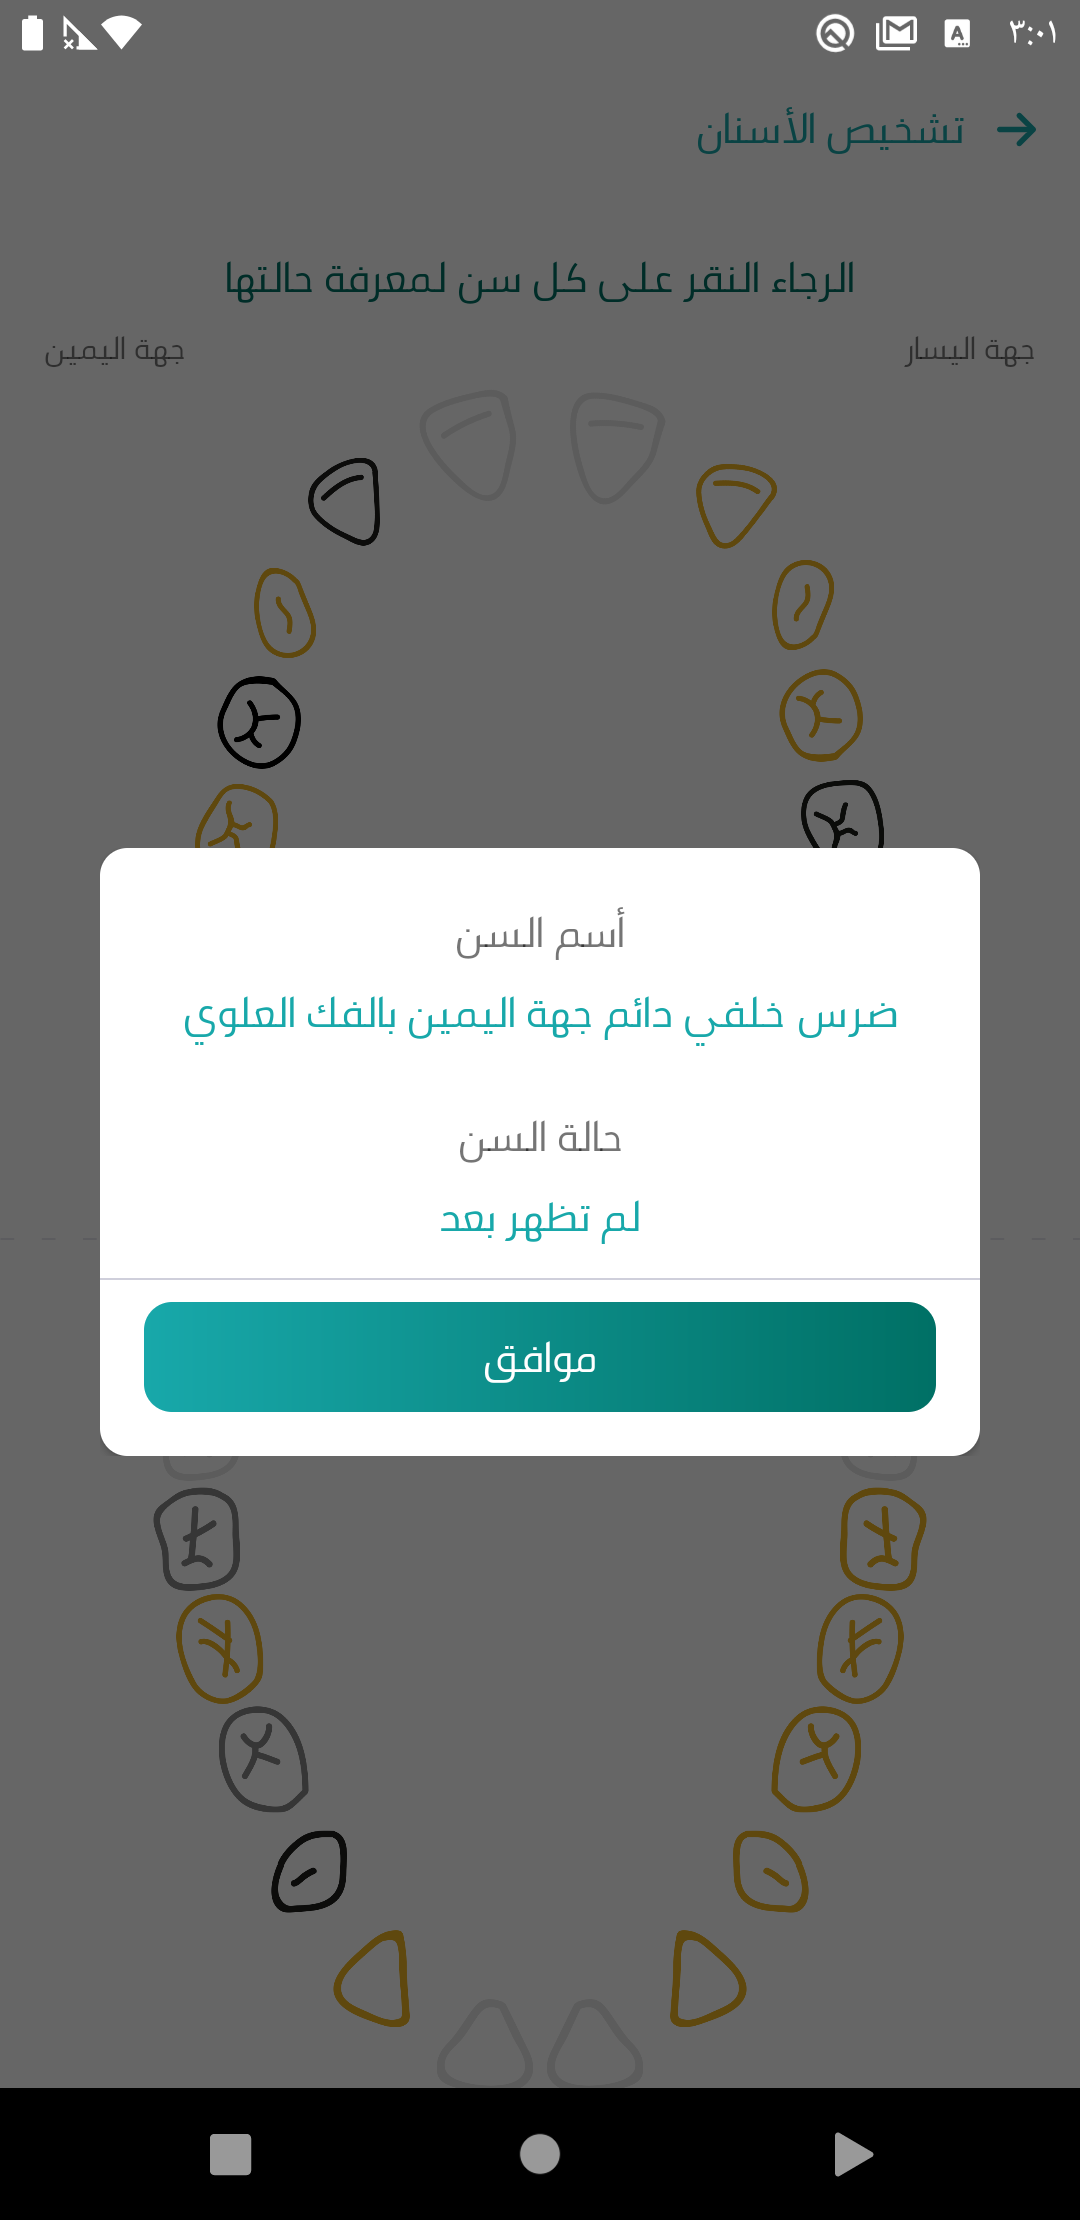 ٣:٠١
تشخيص الأسنان
الرجاء النقر على كل سن لمعرفة حالتها
جهة اليسار
جهة اليمين
أسم السن
ضرس خلفي دائم جهة اليمين بالفك العلوي
حالة السن
لم تظهر بعد
موافق